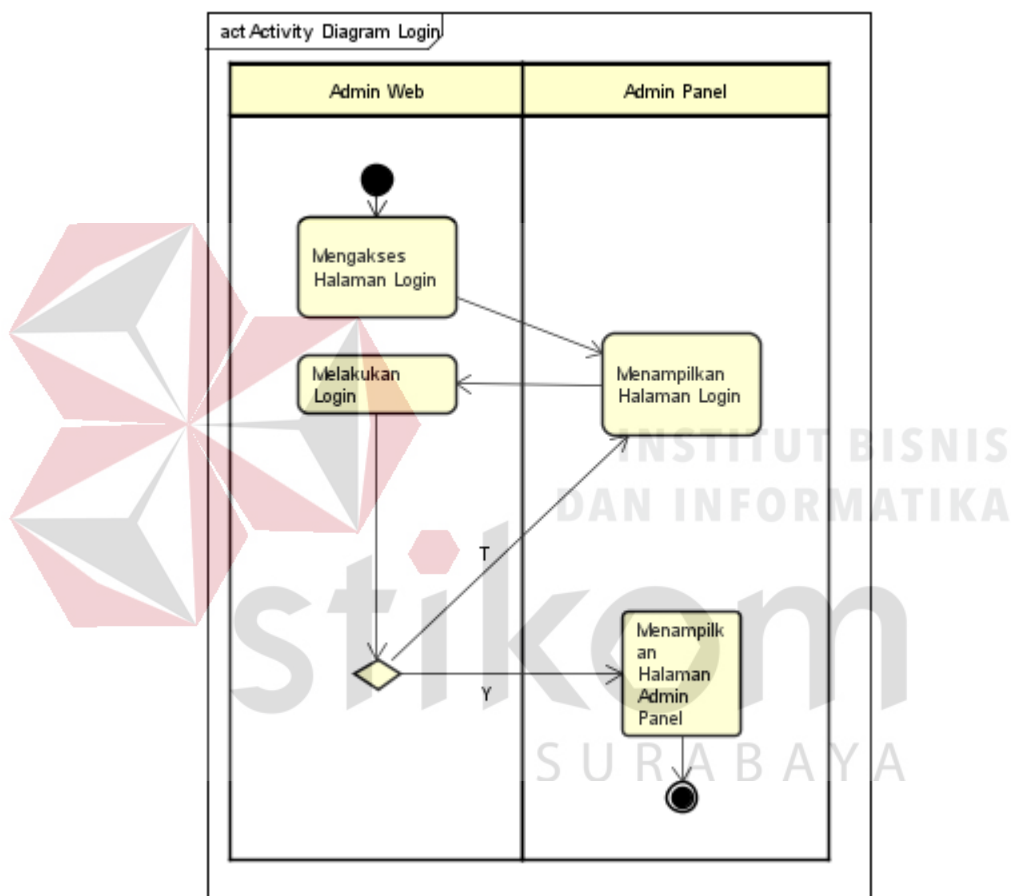 act Activity Diagram Login
Admin Web
Admin Panel
Mengakses
Halaman Login
Menampilkan
Halaman Login
Melakukan
Login
INSTITUT BISNIS
DAN INFORMATIKA
T
stikom
Menampilk
an
Halaman
Admin
Panel
Y
SURABAYA